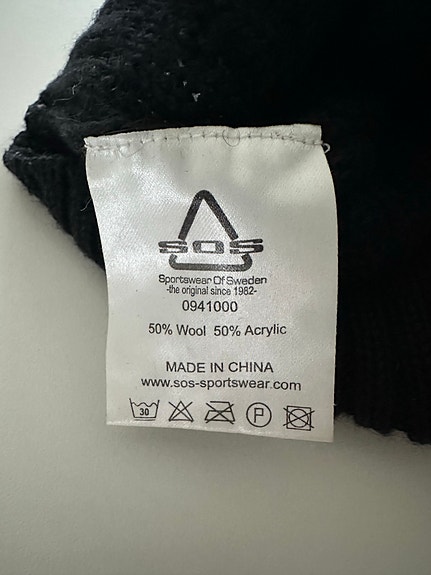 SOS
Sportswear Of Sweden
-the original since 1982-
0941000
50% Wool 50% Acrylic
MADE IN CHINA
www.sos-sportswear.com
30 P